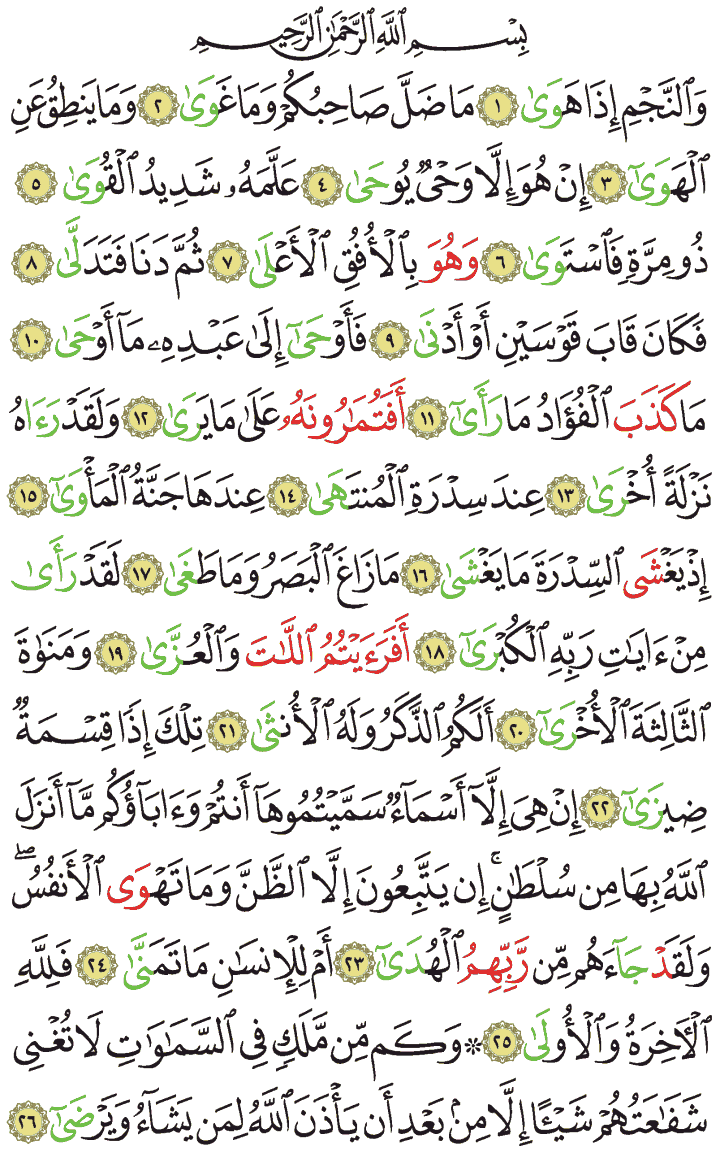 بِسْمِ ٱللَّهِ ٱلرَّحْمَٰنِ ٱلرَّحِيمِ
وَٱلنَّجْمِ إِذَا هَوَىٰ ١ مَا ضَلَّ صَاحِبُكُمْ وَمَا غَوَىٰ ٢ وَمَا يَنطِقُ عَنِ
ٱلْهَوَىٰٓ ٣ إِنْ هُوَ إِلَّا وَحْىٌ يُوحَىٰ ٤ عَلَّمَهُۥ شَدِيدُ ٱلْقُوَىٰ ٥
ذُو مِرَّةٍ فَٱسْتَوَىٰ ٦ وَهُوَ بِٱلْأُفُقِ ٱلْأَعْلَىٰ ٧ ثُمَّ دَنَا فَتَدَلَّىٰ ٨
فَكَانَ قَابَ قَوْسَيْنِ أَوْ أَدْنَىٰ ٩ فَأَوْحَىٰٓ إِلَىٰ عَبْدِهِۦ مَآ أَوْحَىٰ ١٠
مَا كَذَبَ ٱلْفُؤَادُ مَا رَأَىٰٓ ١١ أَفَتُمَٰرُونَهُۥ عَلَىٰ مَا يَرَىٰ ١٢ وَلَقَدْ رَءَاهُ
نَزْلَةً أُخْرَىٰ ١٣ عِندَ سِدْرَةِ ٱلْمُنتَهَىٰ ١٤ عِندَهَا جَنَّةُ ٱلْمَأْوَىٰٓ ١٥
إِذْ يَغْشَى ٱلسِّدْرَةَ مَا يَغْشَىٰ ١٦ مَا زَاغَ ٱلْبَصَرُ وَمَا طَغَىٰ ١٧ لَقَدْ رَأَىٰ
مِنْ ءَايَٰتِ رَبِّهِ ٱلْكُبْرَىٰٓ ١٨ أَفَرَءَيْتُمُ ٱللَّٰتَ وَٱلْعُزَّىٰ ١٩ وَمَنَوٰةَ
ٱلثَّالِثَةَ ٱلْأُخْرَىٰٓ ٢٠ أَلَكُمُ ٱلذَّكَرُ وَلَهُ ٱلْأُنثَىٰ ٢١ تِلْكَ إِذًا قِسْمَةٌ
ضِيزَىٰٓ ٢٢ إِنْ هِىَ إِلَّآ أَسْمَآءٌ سَمَّيْتُمُوهَآ أَنتُمْ وَءَابَآؤُكُم مَّآ أَنزَلَ
ٱللَّهُ بِهَا مِن سُلْطَٰنٍ ۚ إِن يَتَّبِعُونَ إِلَّا ٱلظَّنَّ وَمَا تَهْوَى ٱلْأَنفُسُ ۖ
وَلَقَدْ جَآءَهُم مِّن رَّبِّهِمُ ٱلْهُدَىٰٓ ٢٣ أَمْ لِلْإِنسَٰنِ مَا تَمَنَّىٰ ٢٤ فَلِلَّهِ
ٱلْءَاخِرَةُ وَٱلْأُولَىٰ ٢٥ ۞ وَكَم مِّن مَّلَكٍ فِى ٱلسَّمَٰوَٰتِ لَا تُغْنِى
شَفَٰعَتُهُمْ شَيْـًٔا إِلَّا مِنۢ بَعْدِ أَن يَأْذَنَ ٱللَّهُ لِمَن يَشَآءُ وَيَرْضَىٰٓ ٢٦